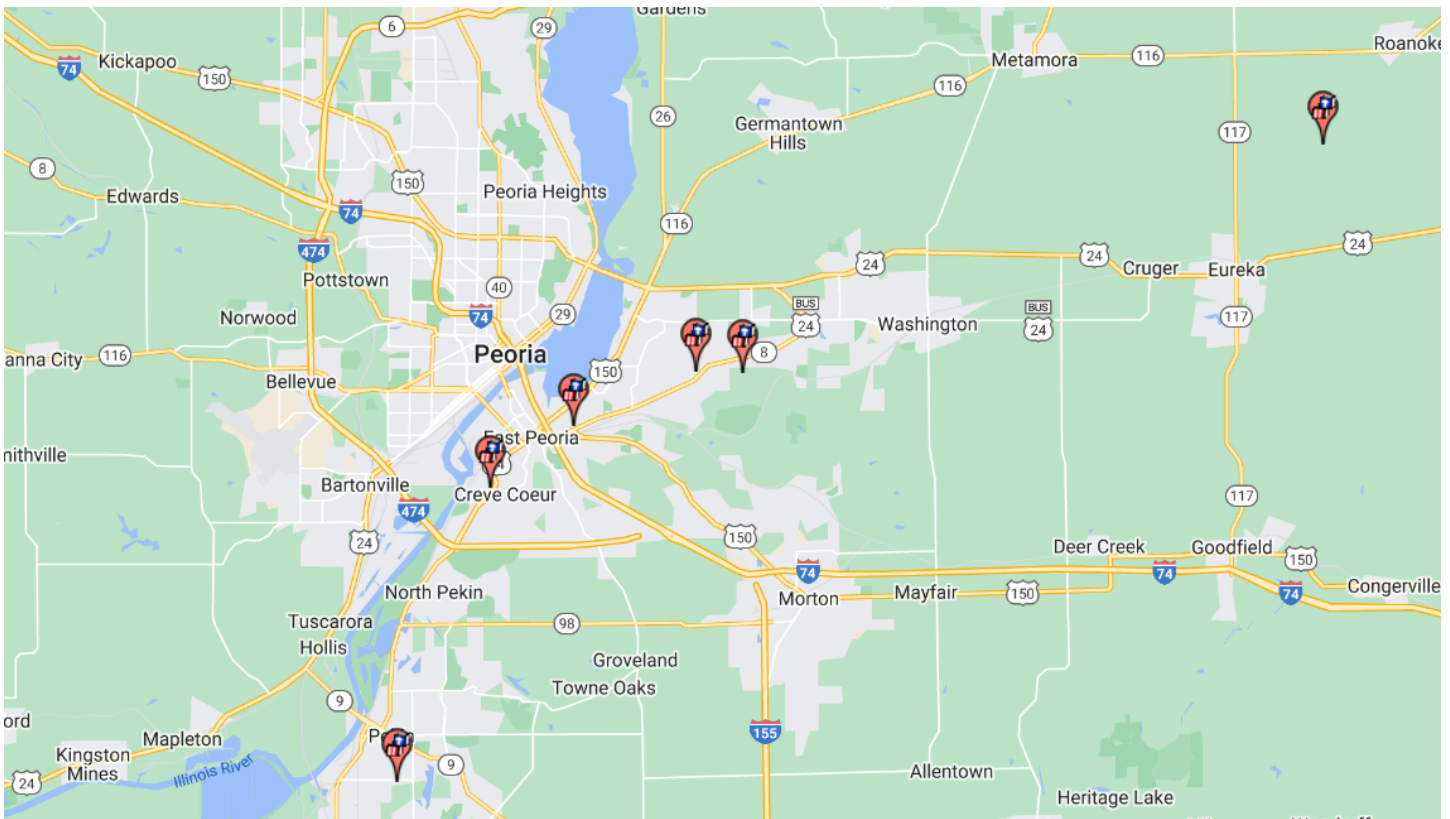 Gardens
6
29
Kickapoo
74
150
Metamora
116
Roanoke
116
26
Germantown
Hills
117
8
150
Edwards
Peoria Heights
74
116
474
24
24
24
Pottstown
Cruger
Eureka
40
BUS
24
BUS
24
Norwood
74
29
Washington
117
Peoria
8
anna City
116
150
Bellevue
East Peoria
mithville
Bartonville
Creve Coeur
117
474
24
150
Deer Creek
Goodfield
150
74
74
North Pekin
Morton
Mayfair
150
74
Congerville
Tuscarora
98
Hollis
Groveland
Towne Oaks
9
ord
Mapleton
155
Kingston
Mines
9
Illinois River
24
Allentown
Heritage Lake